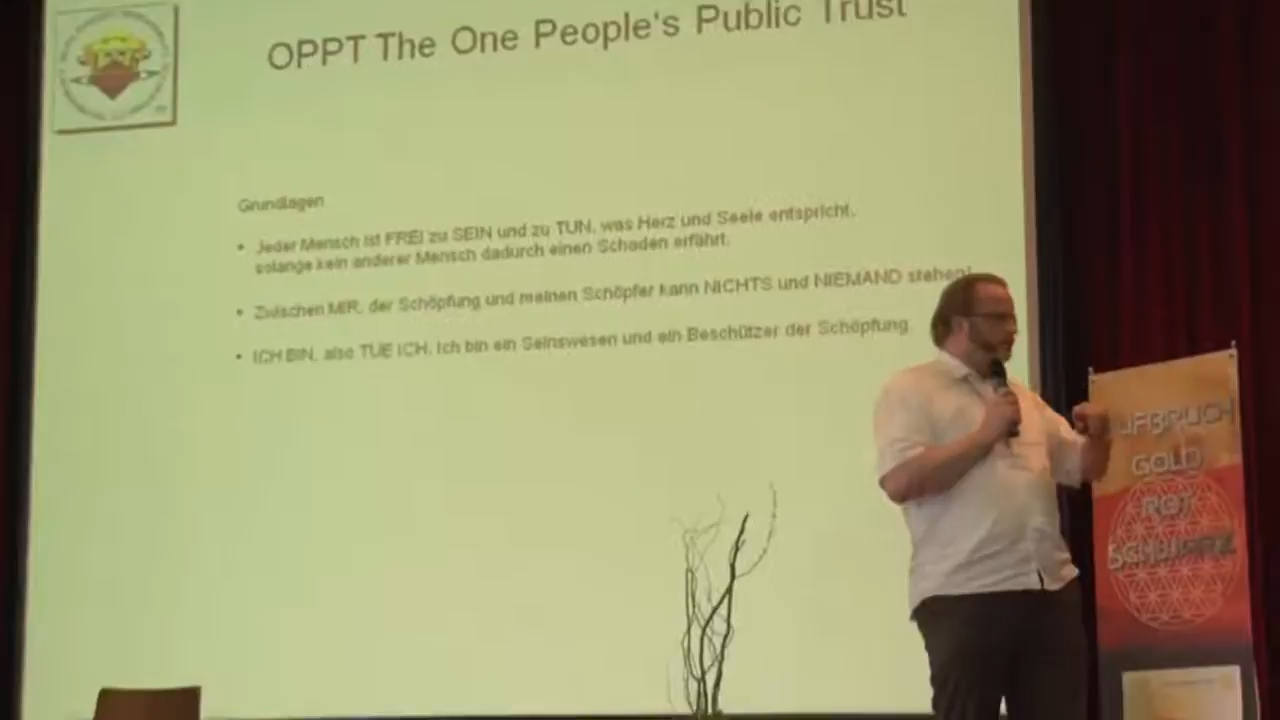 OPPT The One People's Public Trust
Grundlagen
• Jeder Mensch ist FREI zu SEIN und zu TUN, was Herz und Seele entspricht,
solange kein anderer Mensch dadurch einen Schaden erfährt.
• Zwischen MIR, der Schöpfung und meinen Schöpfer kann NICHTS und NIEMAND stehen!
• ICH BIN, also TUE ICH. Ich bin ein Seinswesen und ein Beschützer der Schöpfung
UFBRUCH
GOLD
ROT
SCHWARZ